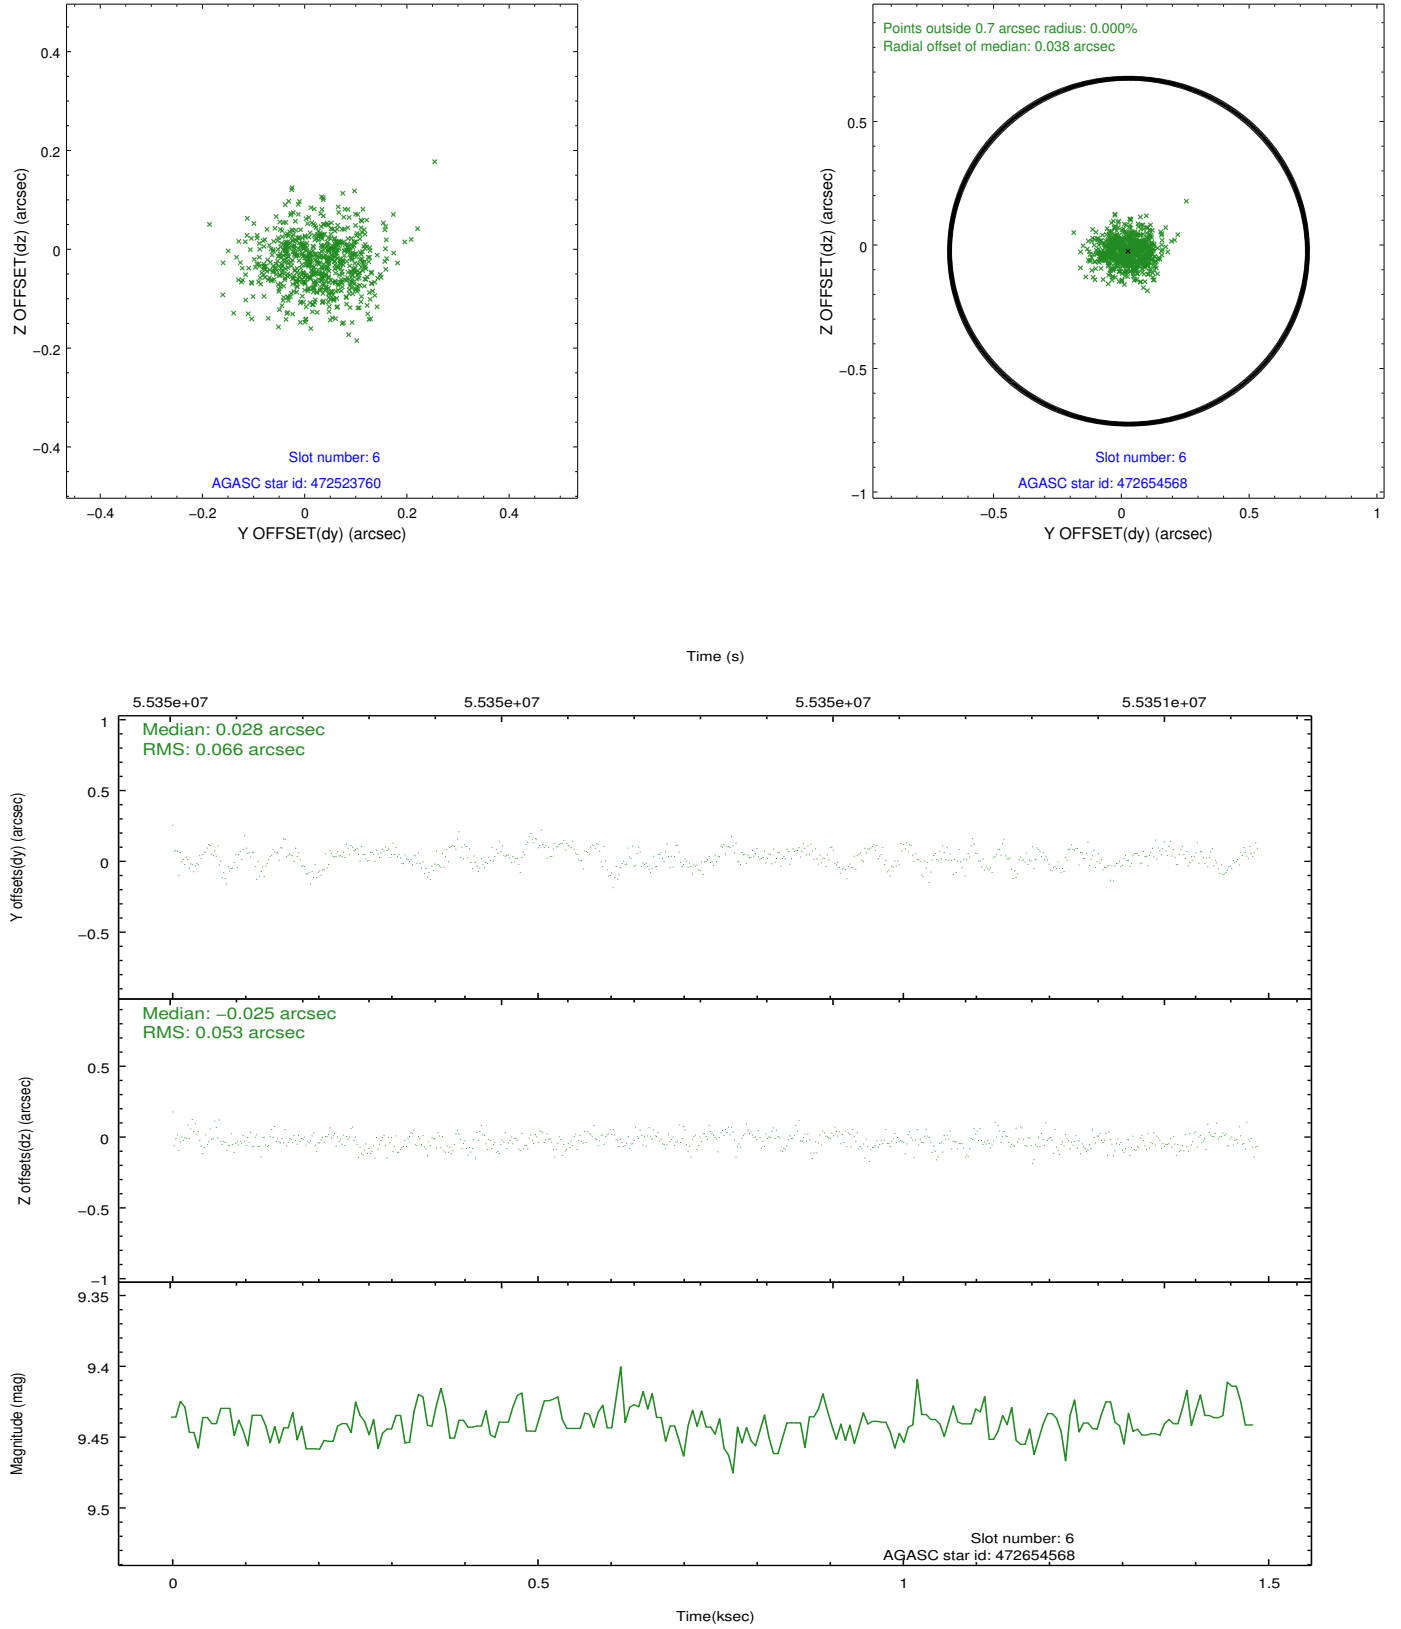 0.4
0.2
0
−0.2
−0.4
Z OFFSET(dz) (arcsec)
Slot number: 6
AGASC star id: 472523760
−0.4 −0.2 0 0.2 0.4
Y OFFSET(dy) (arcsec)
Points outside 0.7 arcsec radius: 0.000%
Radial offset of median: 0.038 arcsec
0.5
0
−0.5
−1
Z OFFSET(dz) (arcsec)
Slot number: 6
AGASC star id: 472654568
−0.5 0 0.5 1
Y OFFSET(dy) (arcsec)
Time (s)
5.535e+07 5.535e+07 5.535e+07 5.5351e+07
Median: 0.028 arcsec
RMS: 0.066 arcsec
1
0.5
0
−0.5
Y offsets(dy) (arcsec)
Median: −0.025 arcsec
RMS: 0.053 arcsec
0.5
0
−0.5
−1
Z offsets(dz) (arcsec)
9.35
9.4
9.45
9.5
Magnitude (mag)
Slot number: 6
AGASC star id: 472654568
0 0.5 1 1.5
Time(ksec)